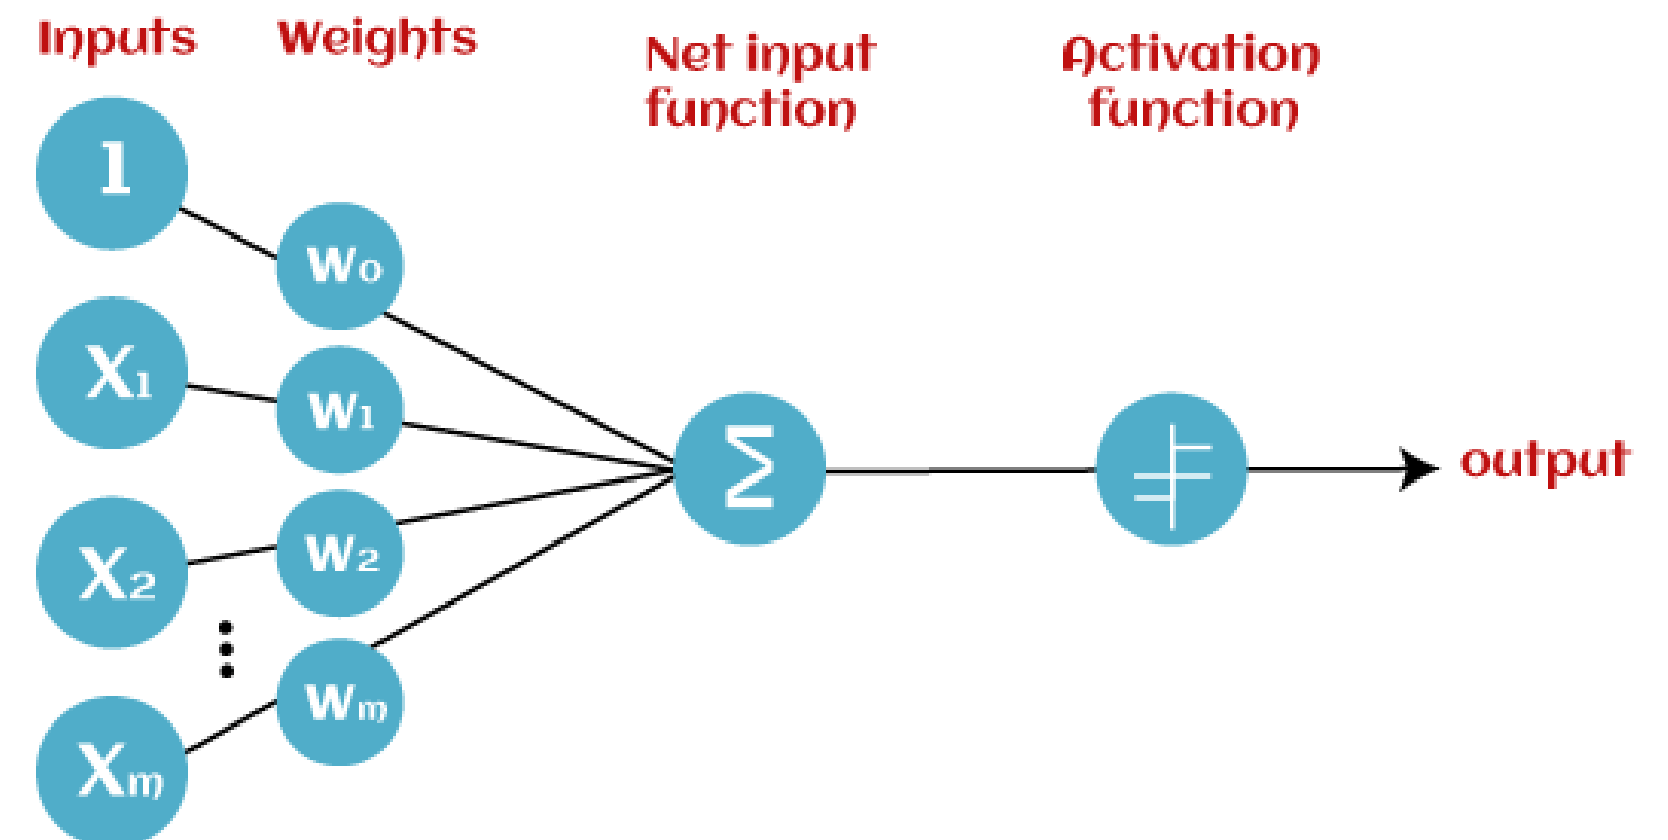 Inputs
Weights
Net input
function
Activation
function
1
X1
X2
Xm
W0
W1
W2
Wm
Σ
output